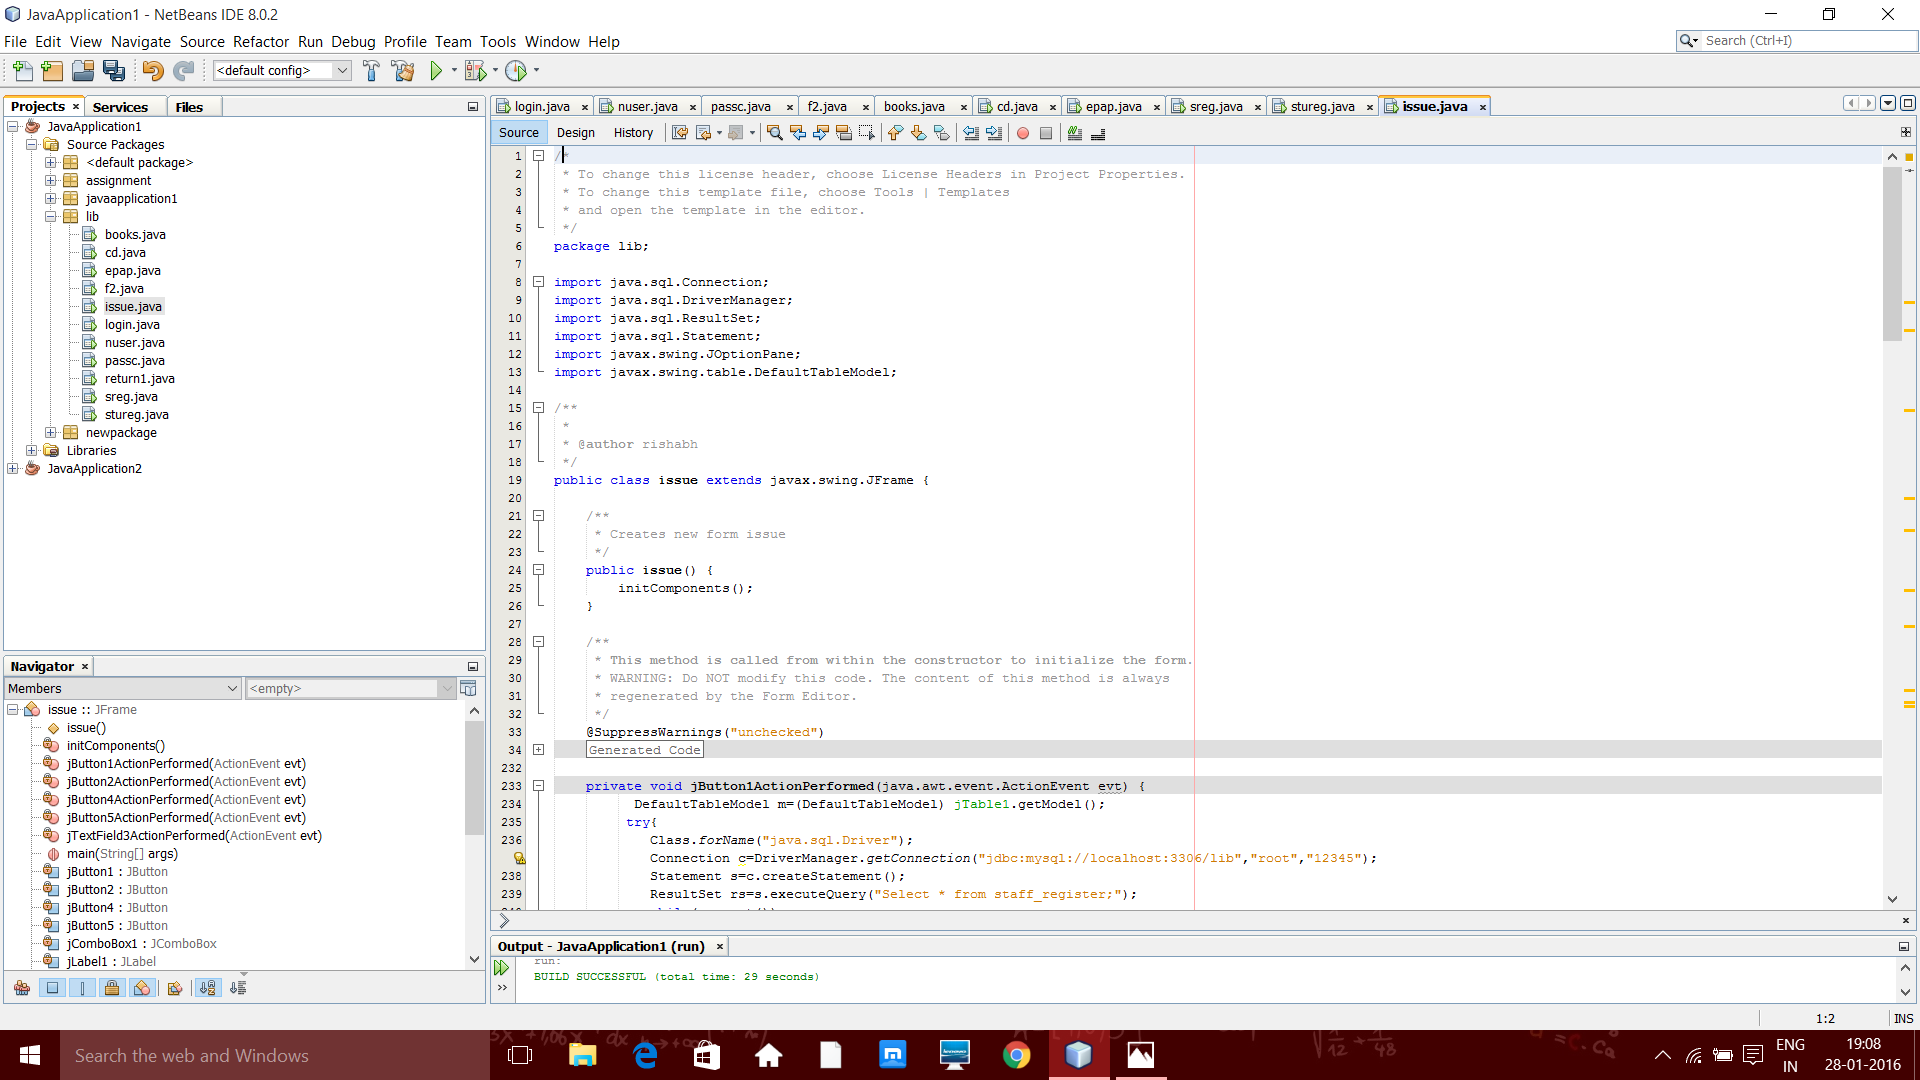 JavaApplication1 - NetBeans IDE 8.0.2
File Edit View Navigate Source Refactor Run Debug Profile Team Tools Window Help
Search (Ctrl+I)
<default config>
Projects
Services
Files
JavaApplication1
Source Packages
<default package>
assignment
javaapplication1
lib
books.java
cd.java
epap.java
f2.java
issue.java
login.java
nuser.java
passc.java
return1.java
sreg.java
stureg.java
newpackage
Libraries
JavaApplication2
Navigator
Members
<empty>
issue :: JFrame
issue()
initComponents()
jButton1ActionPerformed(ActionEvent evt)
jButton2ActionPerformed(ActionEvent evt)
jButton4ActionPerformed(ActionEvent evt)
jButton5ActionPerformed(ActionEvent evt)
jTextField3ActionPerformed(ActionEvent evt)
main(String[] args)
jButton1 : JButton
jButton2 : JButton
jButton4 : JButton
jButton5 : JButton
jComboBox1 : JComboBox
jLabel1 : JLabel
login.java nuser.java passc.java f2.java books.java cd.java epap.java sreg.java stureg.java issue.java
Source Design History
1 /*
2 * To change this license header, choose License Headers in Project Properties.
3 * To change this template file, choose Tools | Templates
4 * and open the template in the editor.
5 */
6 package lib;
7
8 import java.sql.Connection;
9 import java.sql.DriverManager;
10 import java.sql.ResultSet;
11 import java.sql.Statement;
12 import javax.swing.JOptionPane;
13 import javax.swing.table.DefaultTableModel;
14
15 /**
16 *
17 * @author rishabh
18 */
19 public class issue extends javax.swing.JFrame {
20
21 /**
22 * Creates new form issue
23 */
24 public issue() {
25 initComponents();
26 }
27
28 /**
29 * This method is called from within the constructor to initialize the form.
30 * WARNING: Do NOT modify this code. The content of this method is always
31 * regenerated by the Form Editor.
32 */
33 @SuppressWarnings("unchecked")
34 Generated Code
232
233 private void jButton1ActionPerformed(java.awt.event.ActionEvent evt) {
234 DefaultTableModel m=(DefaultTableModel) jTable1.getModel();
235 try{
236 Class.forName("java.sql.Driver");
Connection c=DriverManager.getConnection("jdbc:mysql://localhost:3306/lib","root","12345");
238 Statement s=c.createStatement();
239 ResultSet rs=s.executeQuery("Select * from staff_register;");
Output - JavaApplication1 (run)
run:
BUILD SUCCESSFUL (total time: 29 seconds)
1:2
INS
Search the web and Windows
ENG
IN
19:08
28-01-2016